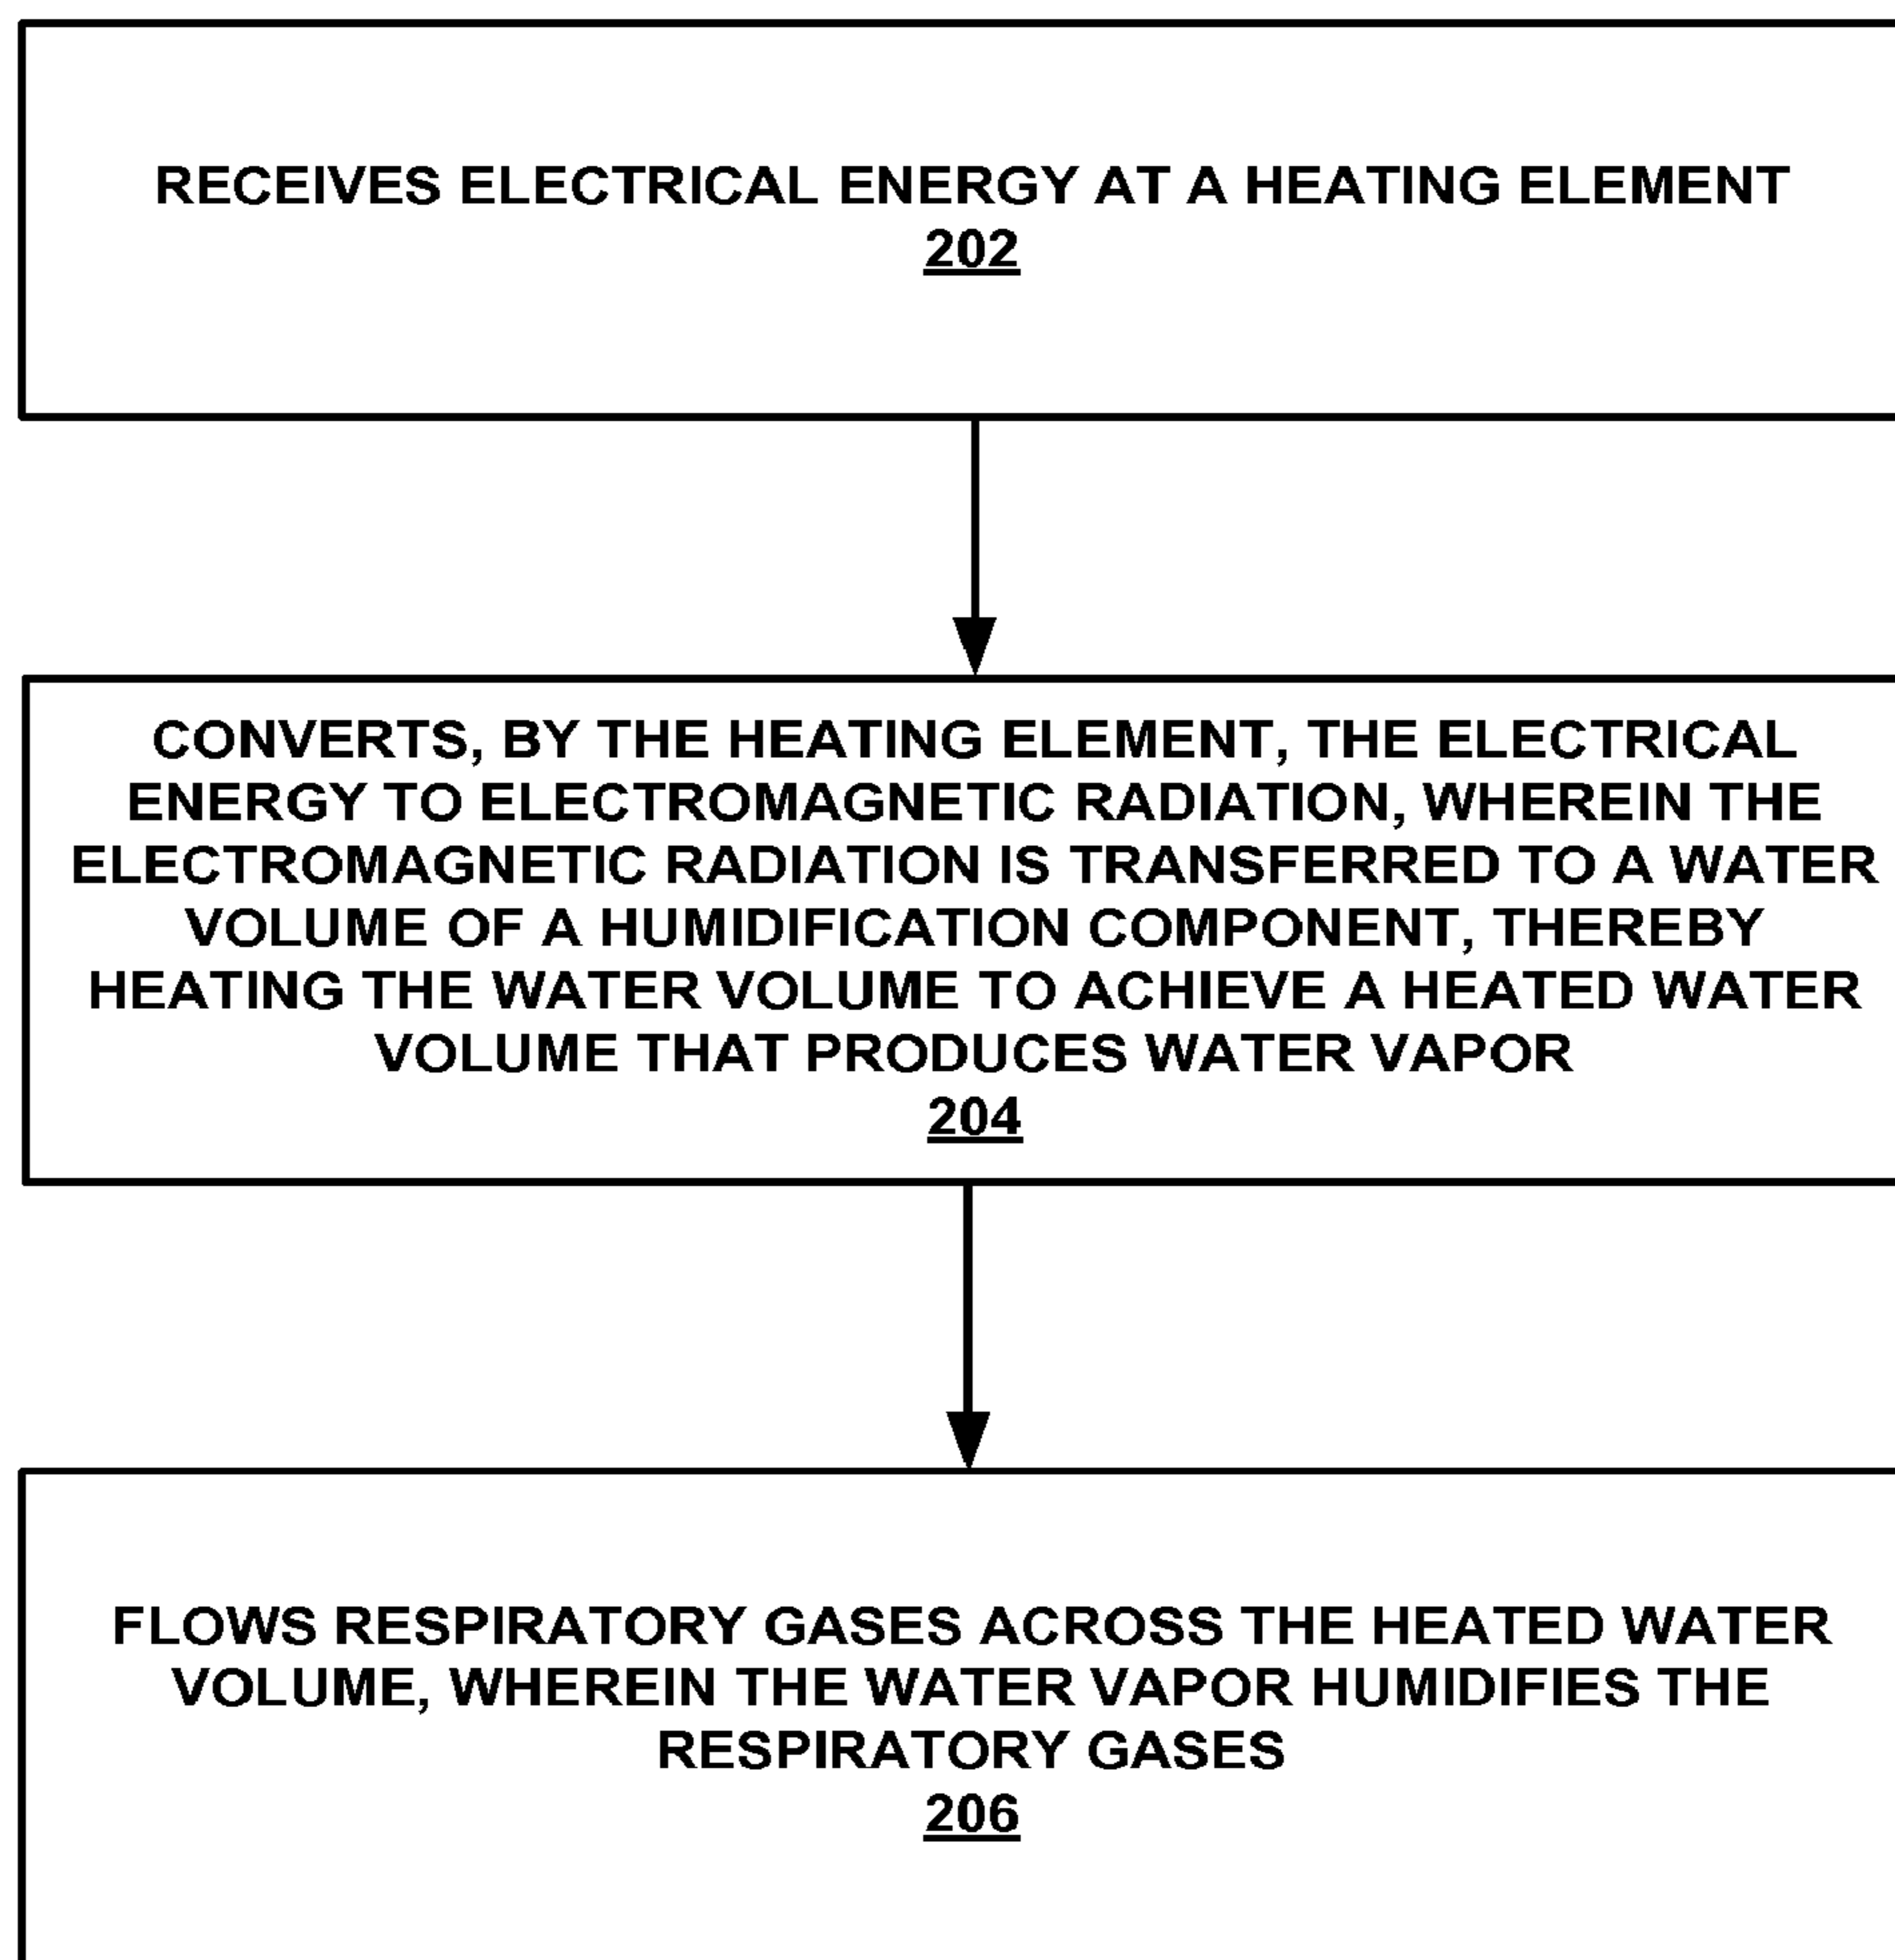 RECEIVES ELECTRICAL ENERGY AT A HEATING ELEMENT
202
CONVERTS, BY THE HEATING ELEMENT, THE ELECTRICAL
ENERGY TO ELECTROMAGNETIC RADIATION, WHEREIN THE
ELECTROMAGNETIC RADIATION IS TRANSFERRED TO A WATER
VOLUME OF A HUMIDIFICATION COMPONENT, THEREBY
HEATING THE WATER VOLUME TO ACHIEVE A HEATED WATER
VOLUME THAT PRODUCES WATER VAPOR
204
FLOWS RESPIRATORY GASES ACROSS THE HEATED WATER
VOLUME, WHEREIN THE WATER VAPOR HUMIDIFIES THE
RESPIRATORY GASES
206